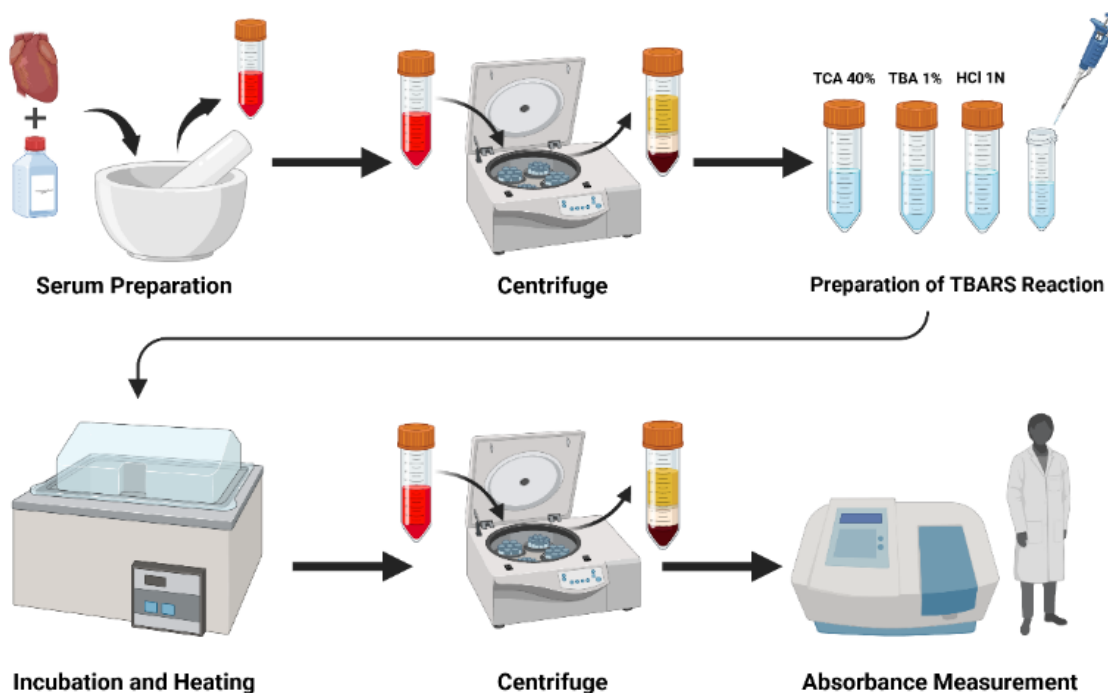 TCA 40% TBA 1% HCl 1N
Serum Preparation
Centrifuge
Preparation of TBARS Reaction
Incubation and Heating
Centrifuge
Absorbance Measurement